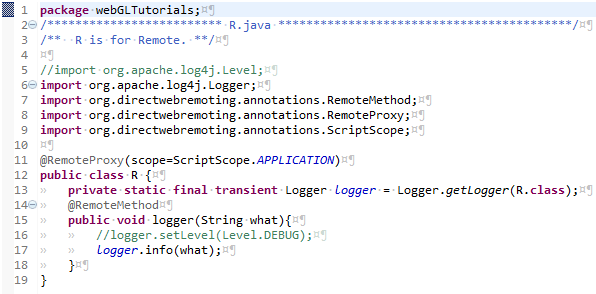 1 package webGLTutorials;
2 /************************* R.java ******************************************/
3 /**  R is for Remote. **/
4
5 //import org.apache.log4j.Level;
6 import org.apache.log4j.Logger;
7 import org.directwebremoting.annotations.RemoteMethod;
8 import org.directwebremoting.annotations.RemoteProxy;
9 import org.directwebremoting.annotations.ScriptScope;
10
11 @RemoteProxy(scope=ScriptScope.APPLICATION)
12 public class R {
13     private static final transient Logger logger = Logger.getLogger(R.class);
14     @RemoteMethod
15     public void logger(String what){
16         //logger.setLevel(Level.DEBUG);
17         logger.info(what);
18     }
19 }